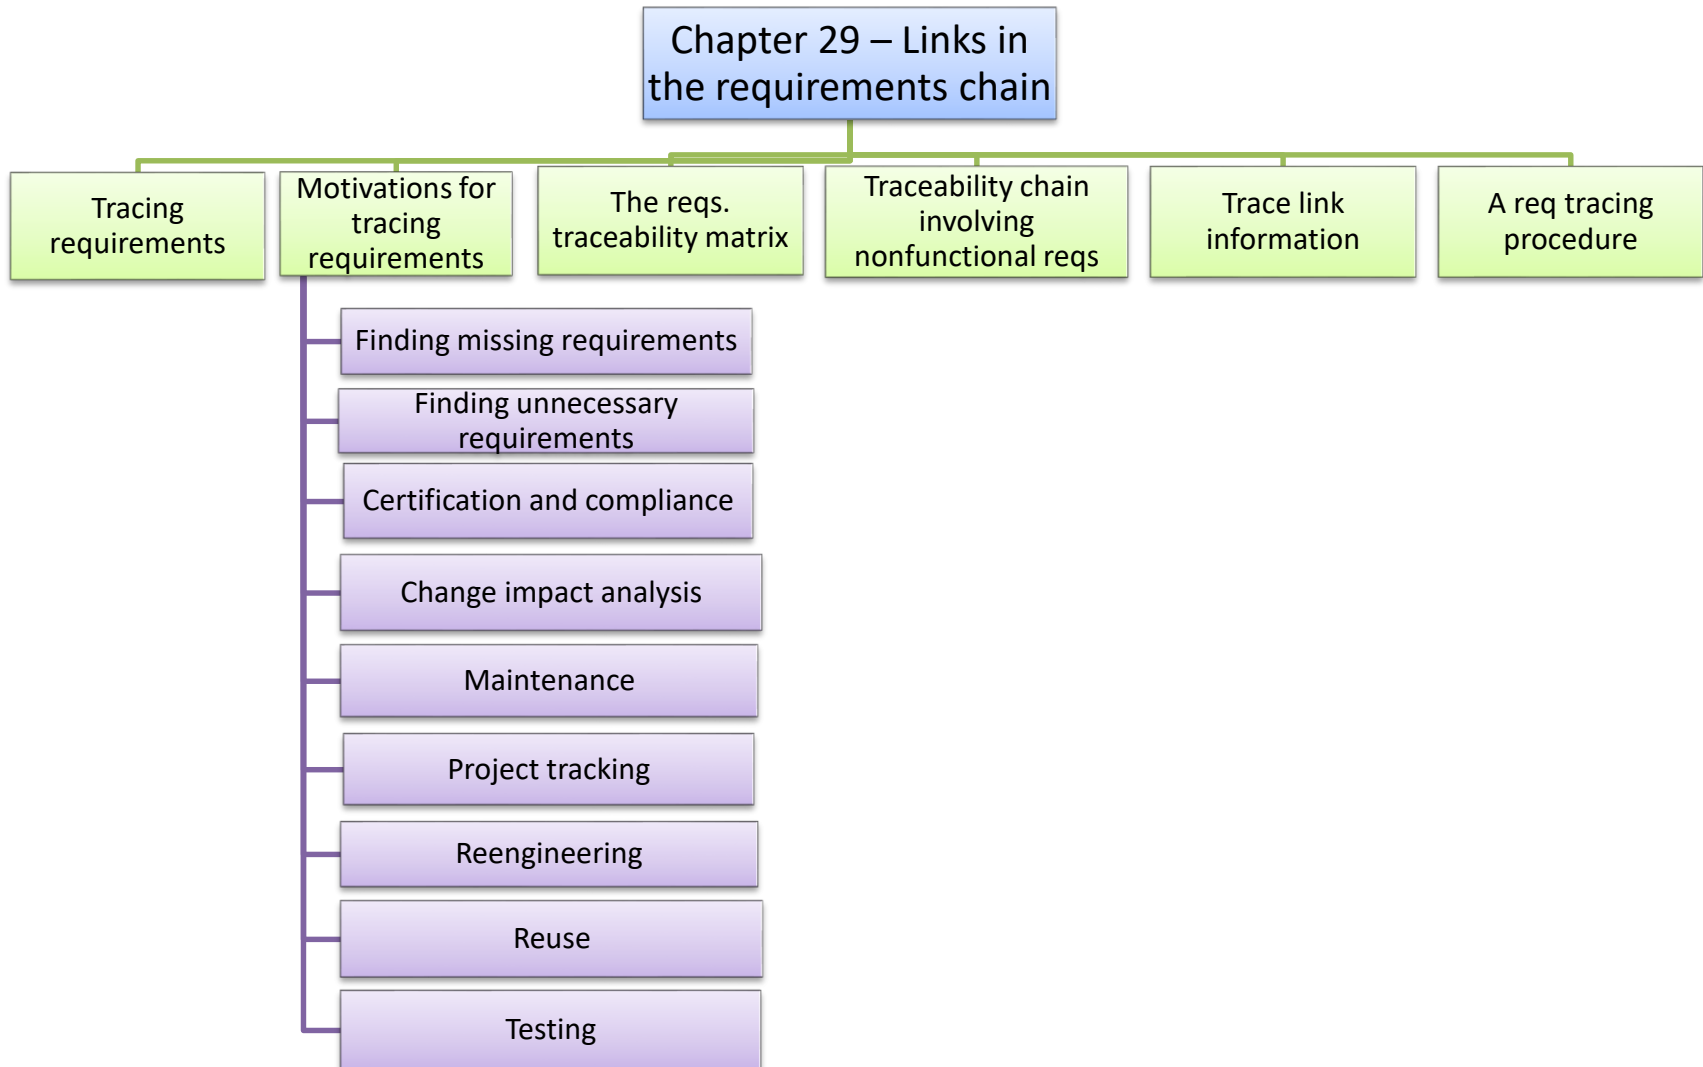 Chapter 29 – Links in
the requirements chain
Tracing
requirements
Motivations for
tracing
requirements
The reqs.
traceability matrix
Traceability chain
involving
nonfunctional reqs
Trace link
information
A req tracing
procedure
Finding missing requirements
Finding unnecessary
requirements
Certification and compliance
Change impact analysis
Maintenance
Project tracking
Reengineering
Reuse
Testing